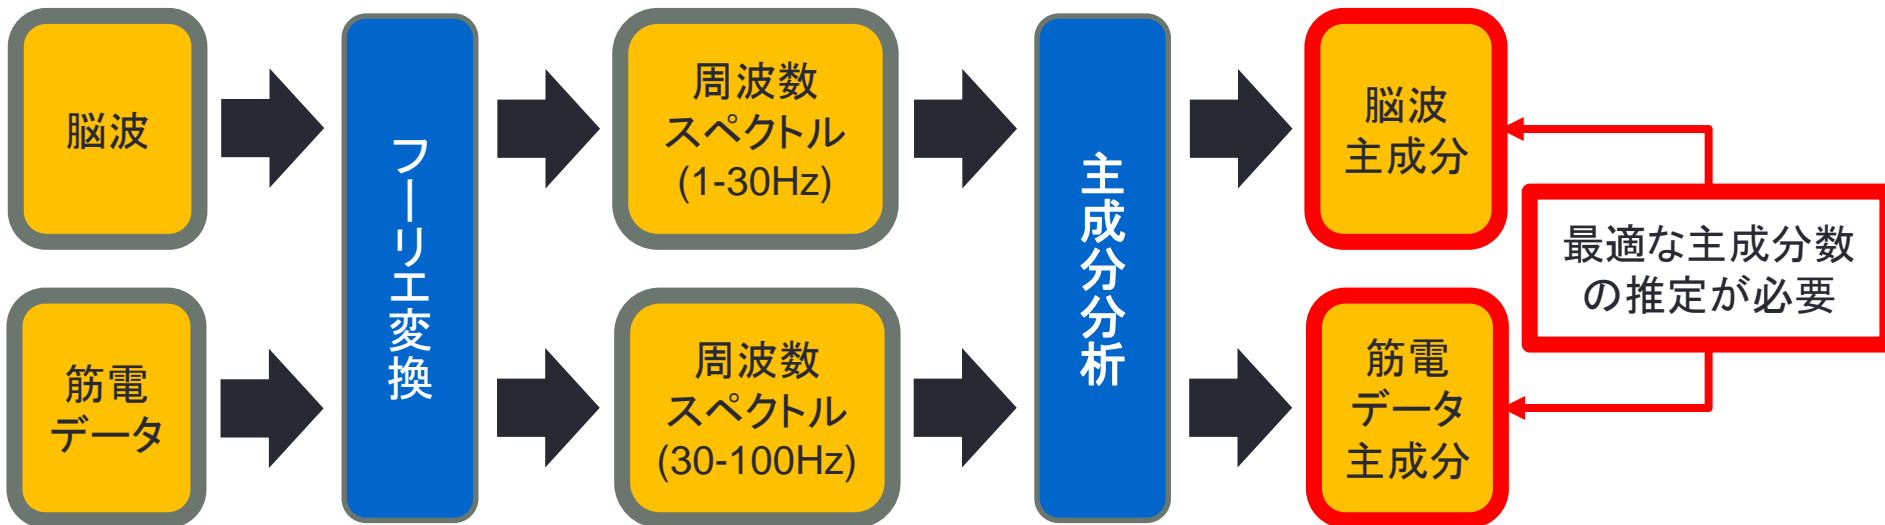 脳波
筋電
データ
フーリエ変換
周波数
スペクトル
(1-30Hz)
周波数
スペクトル
(30-100Hz)
主成分分析
脳波
主成分
筋電
データ
主成分
最適な主成分数
の推定が必要